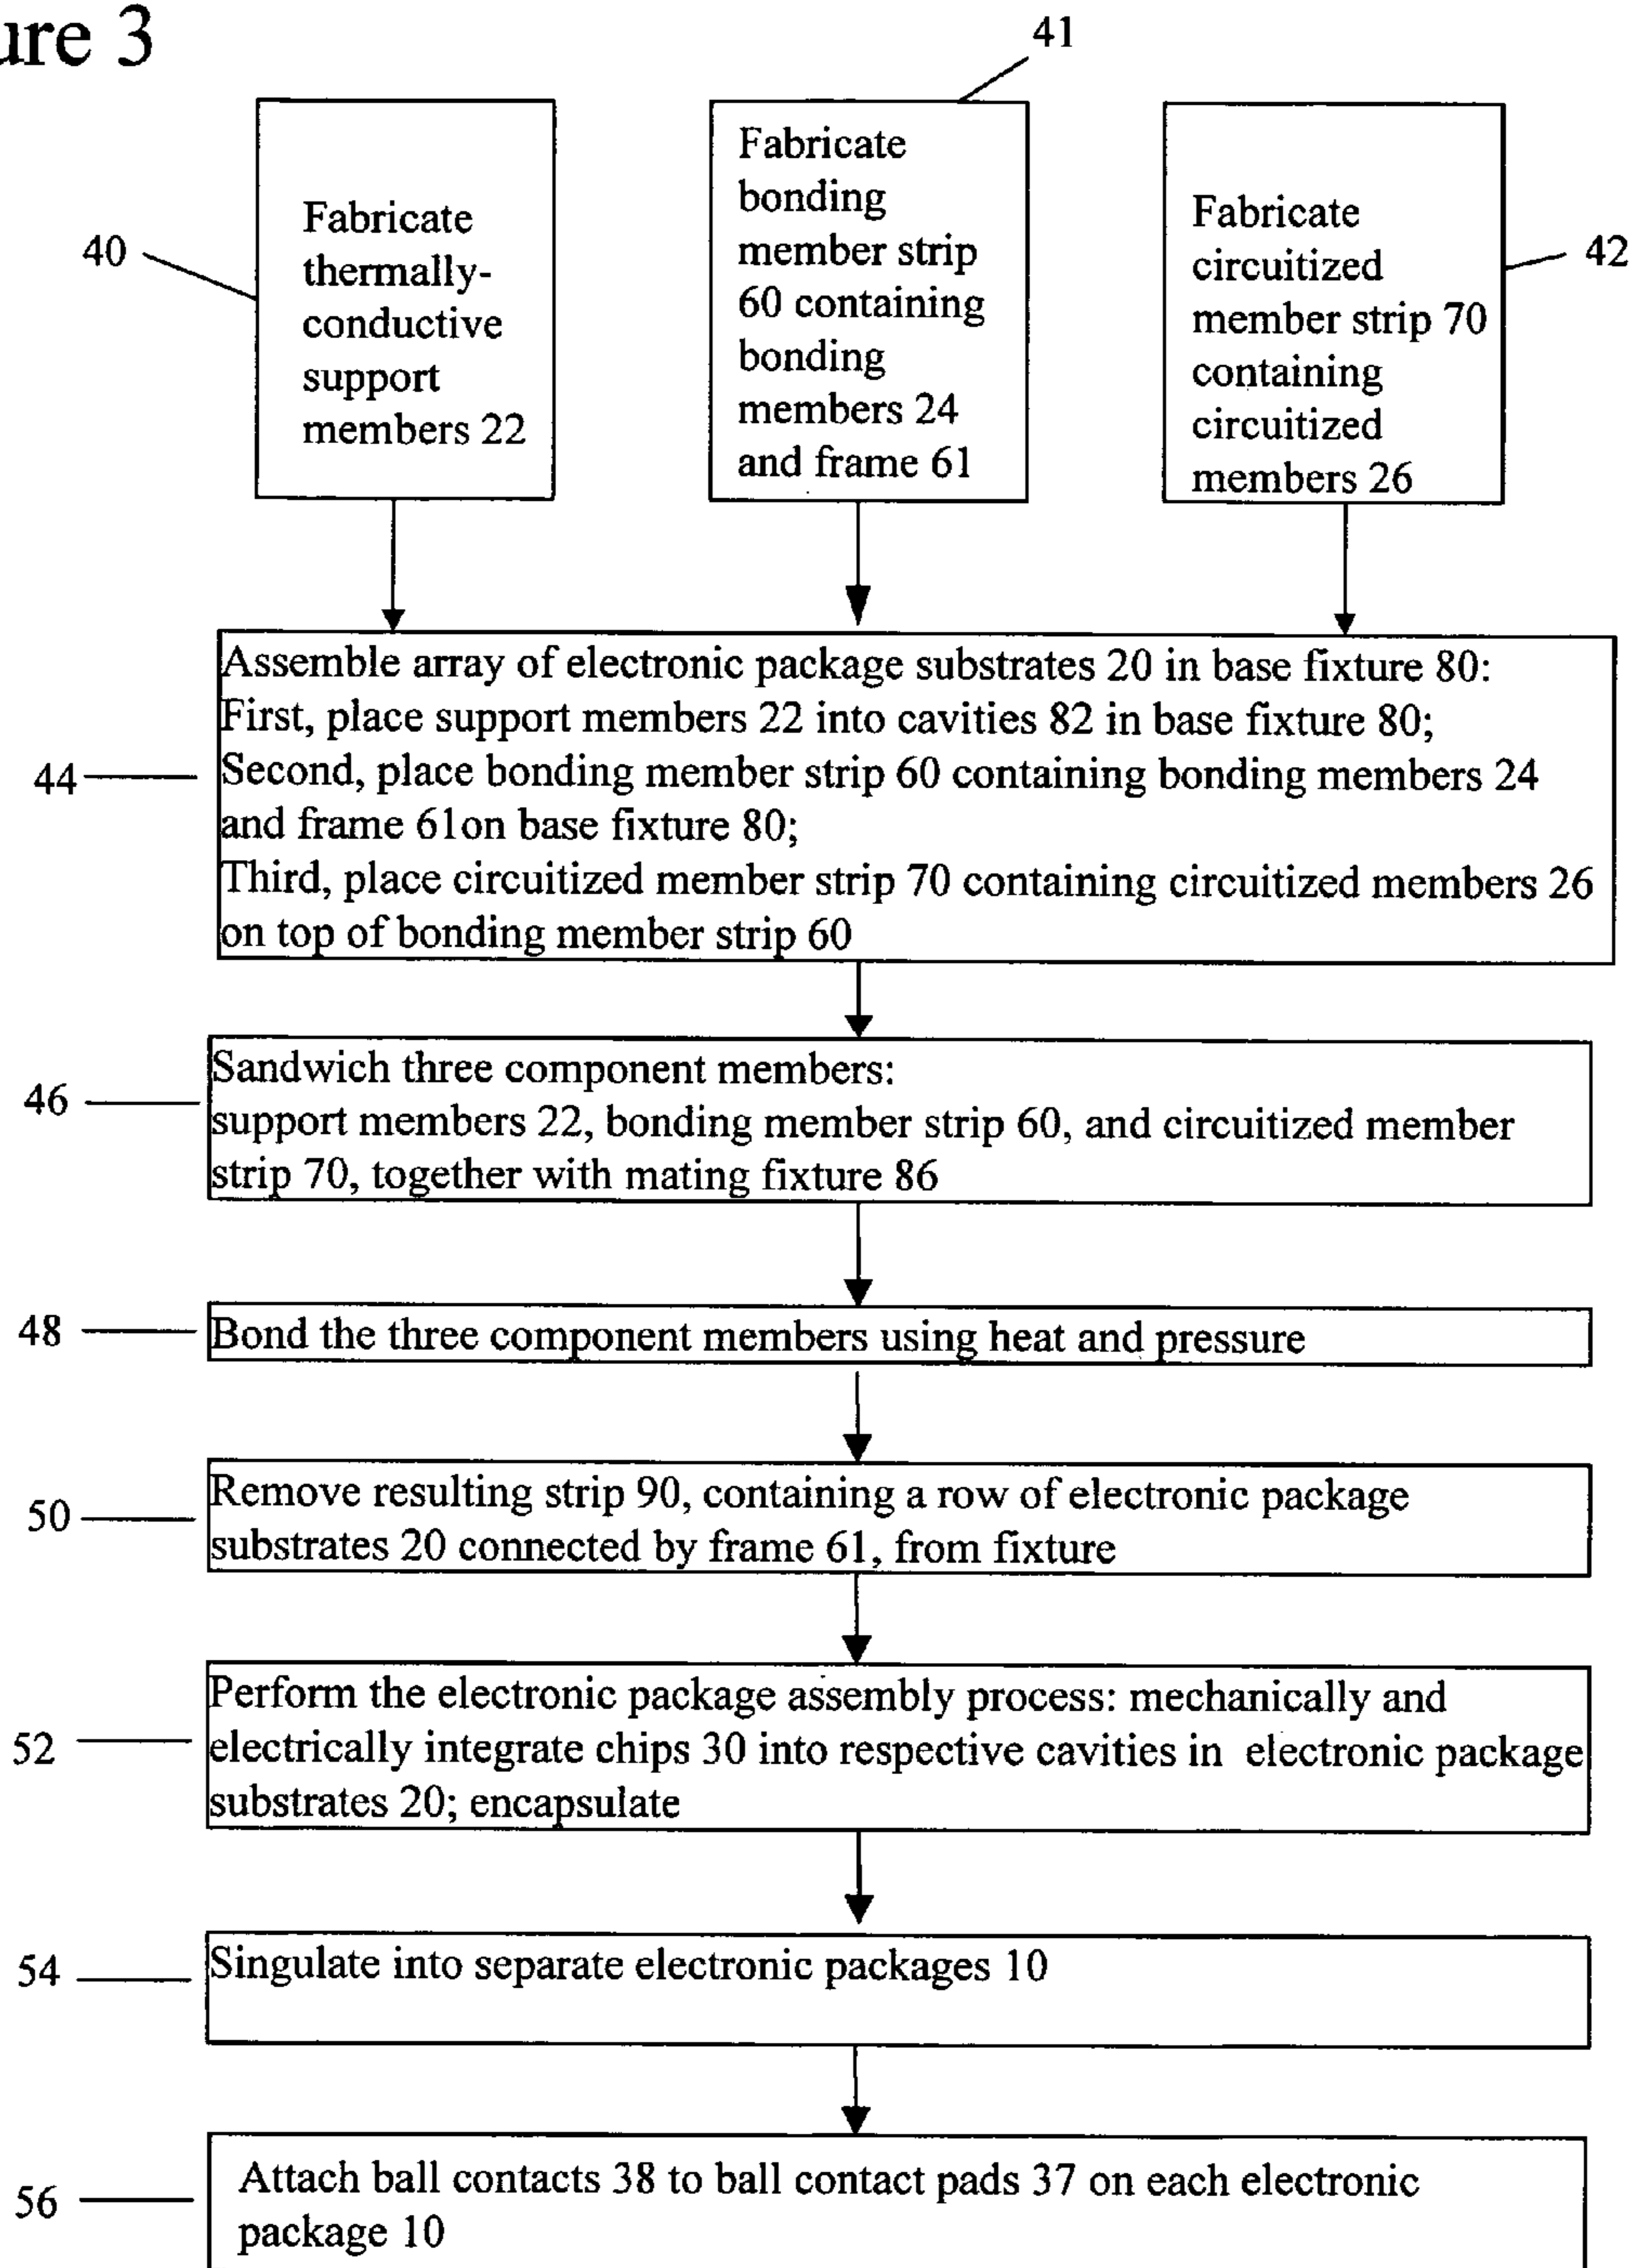 ure 3
41
Fabricate
thermally-
conductive
support
members 22
40
Fabricate
bonding
member strip
60 containing
bonding
members 24
and frame 61
Fabricate
circuitized
member strip 70
containing
circuitized
members 26
42
Assemble array of electronic package substrates 20 in base fixture 80:
First, place support members 22 into cavities 82 in base fixture 80;
Second, place bonding member strip 60 containing bonding members 24
and frame 61on base fixture 80;
Third, place circuitized member strip 70 containing circuitized members 26
on top of bonding member strip 60
44
Sandwich three component members:
support members 22, bonding member strip 60, and circuitized member
strip 70, together with mating fixture 86
46
Bond the three component members using heat and pressure
48
Remove resulting strip 90, containing a row of electronic package
substrates 20 connected by frame 61, from fixture
50
Perform the electronic package assembly process: mechanically and
electrically integrate chips 30 into respective cavities in electronic package
substrates 20; encapsulate
52
Singulate into separate electronic packages 10
54
Attach ball contacts 38 to ball contact pads 37 on each electronic
package 10
56